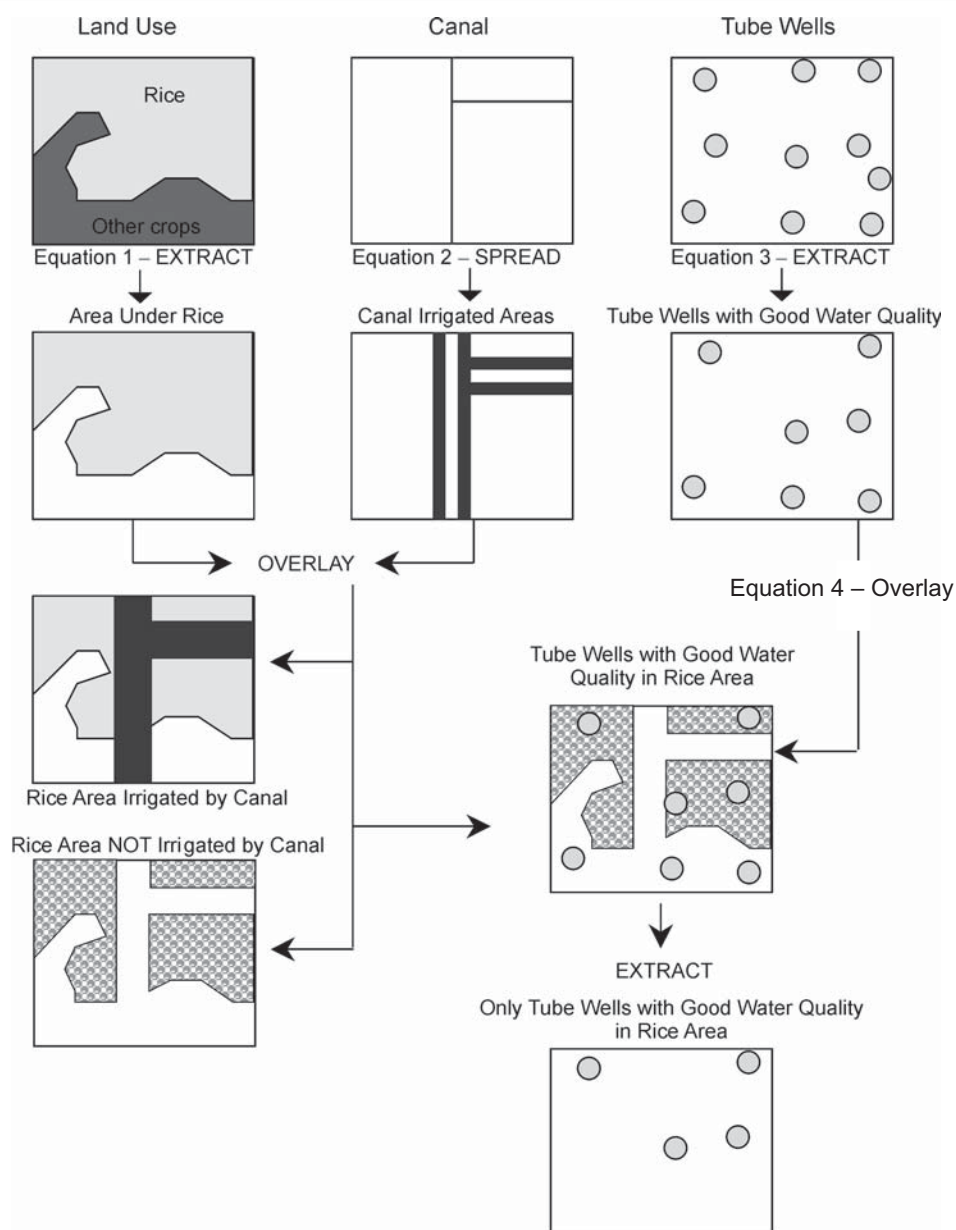 Land Use
Canal
Tube Wells
Rice
Other crops
Equation 1 – EXTRACT
Equation 2 – SPREAD
Equation 3 – EXTRACT
Area Under Rice
Canal Irrigated Areas
Tube Wells with Good Water Quality
OVERLAY
Equation 4 – Overlay
Tube Wells with Good Water
Quality in Rice Area
Rice Area Irrigated by Canal
Rice Area NOT Irrigated by Canal
EXTRACT
Only Tube Wells with Good Water Quality
in Rice Area